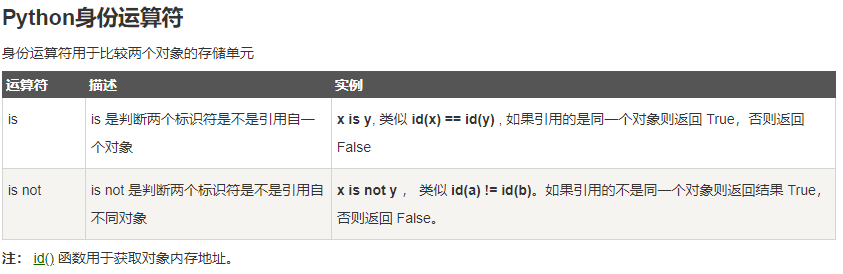 Python身份运算符
身份运算符用于比较两个对象的存储单元
运算符 描述 实例
is is 是判断两个标识符是不是引用自一个对象 x is y, 类似 id(x) == id(y) , 如果引用的是同一个对象则返回 True，否则返回 False
is not is not 是判断两个标识符是不是引用自不同对象 x is not y ， 类似 id(a) != id(b)。如果引用的不是同一个对象则返回结果 True，否则返回 False。
注： id() 函数用于获取对象内存地址。